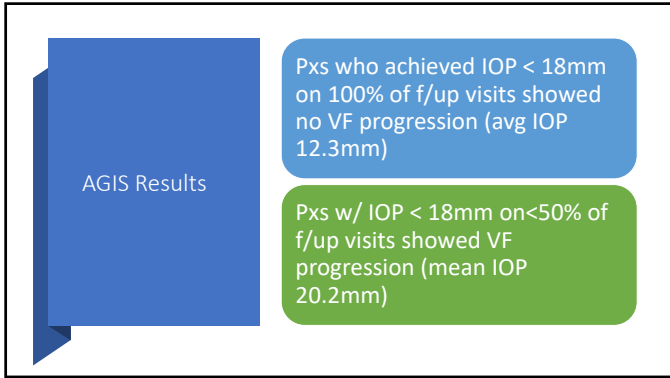 AGIS Results
Pxs who achieved IOP < 18mm
on 100% of f/up visits showed
no VF progression (avg IOP
12.3mm)
Pxs w/ IOP < 18mm on<50% of
f/up visits showed VF
progression (mean IOP
20.2mm)